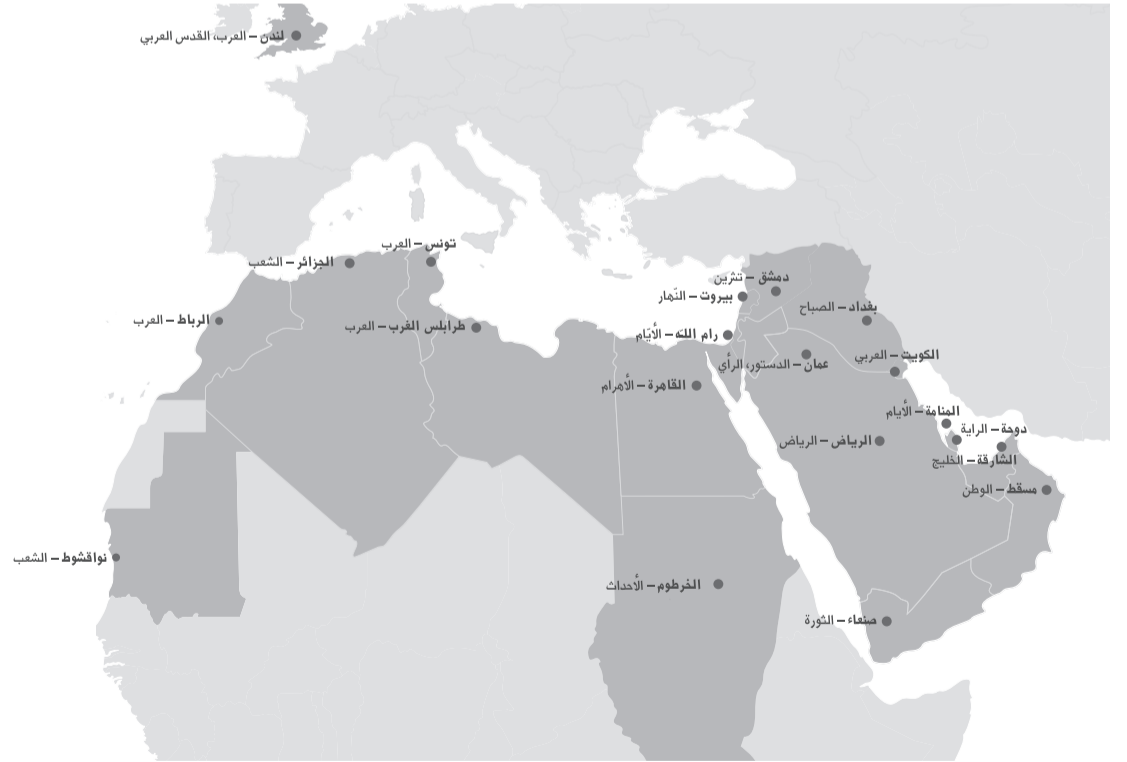 لندن – العرب، القدس العربي
تونس – العرب
الجزائر – الشعب
دمشق – تشرين
بيروت – النّهار
بغداد – الصباح
الرباط – العرب
طرابلس الغرب – العرب
رام الله – الأيّام
الكويت – العربي
عمان – الدستور، الرأي
القاهرة – الأهرام
المنامة – الأيام
دوحة – الراية
الرياض – الرياض
الشارقة – الخليج
مسقط – الوطن
نواقشوط – الشعب
الخرطوم – الأحداث
صنعاء – الثورة